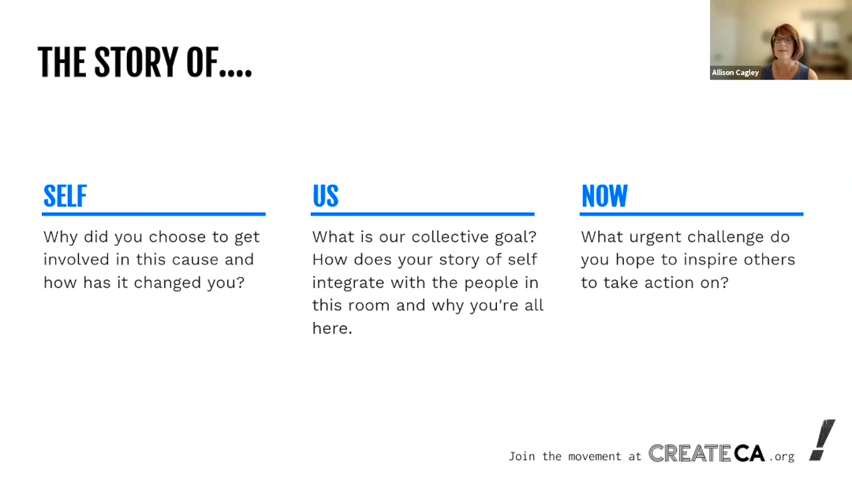 THE STORY OF....
Allison Cagley
SELF
Why did you choose to get
involved in this cause and
how has it changed you?
US
What is our collective goal?
How does your story of self
integrate with the people in
this room and why you're all
here.
NOW
What urgent challenge do
you hope to inspire others
to take action on?
Join the movement at CREATECA.org
!